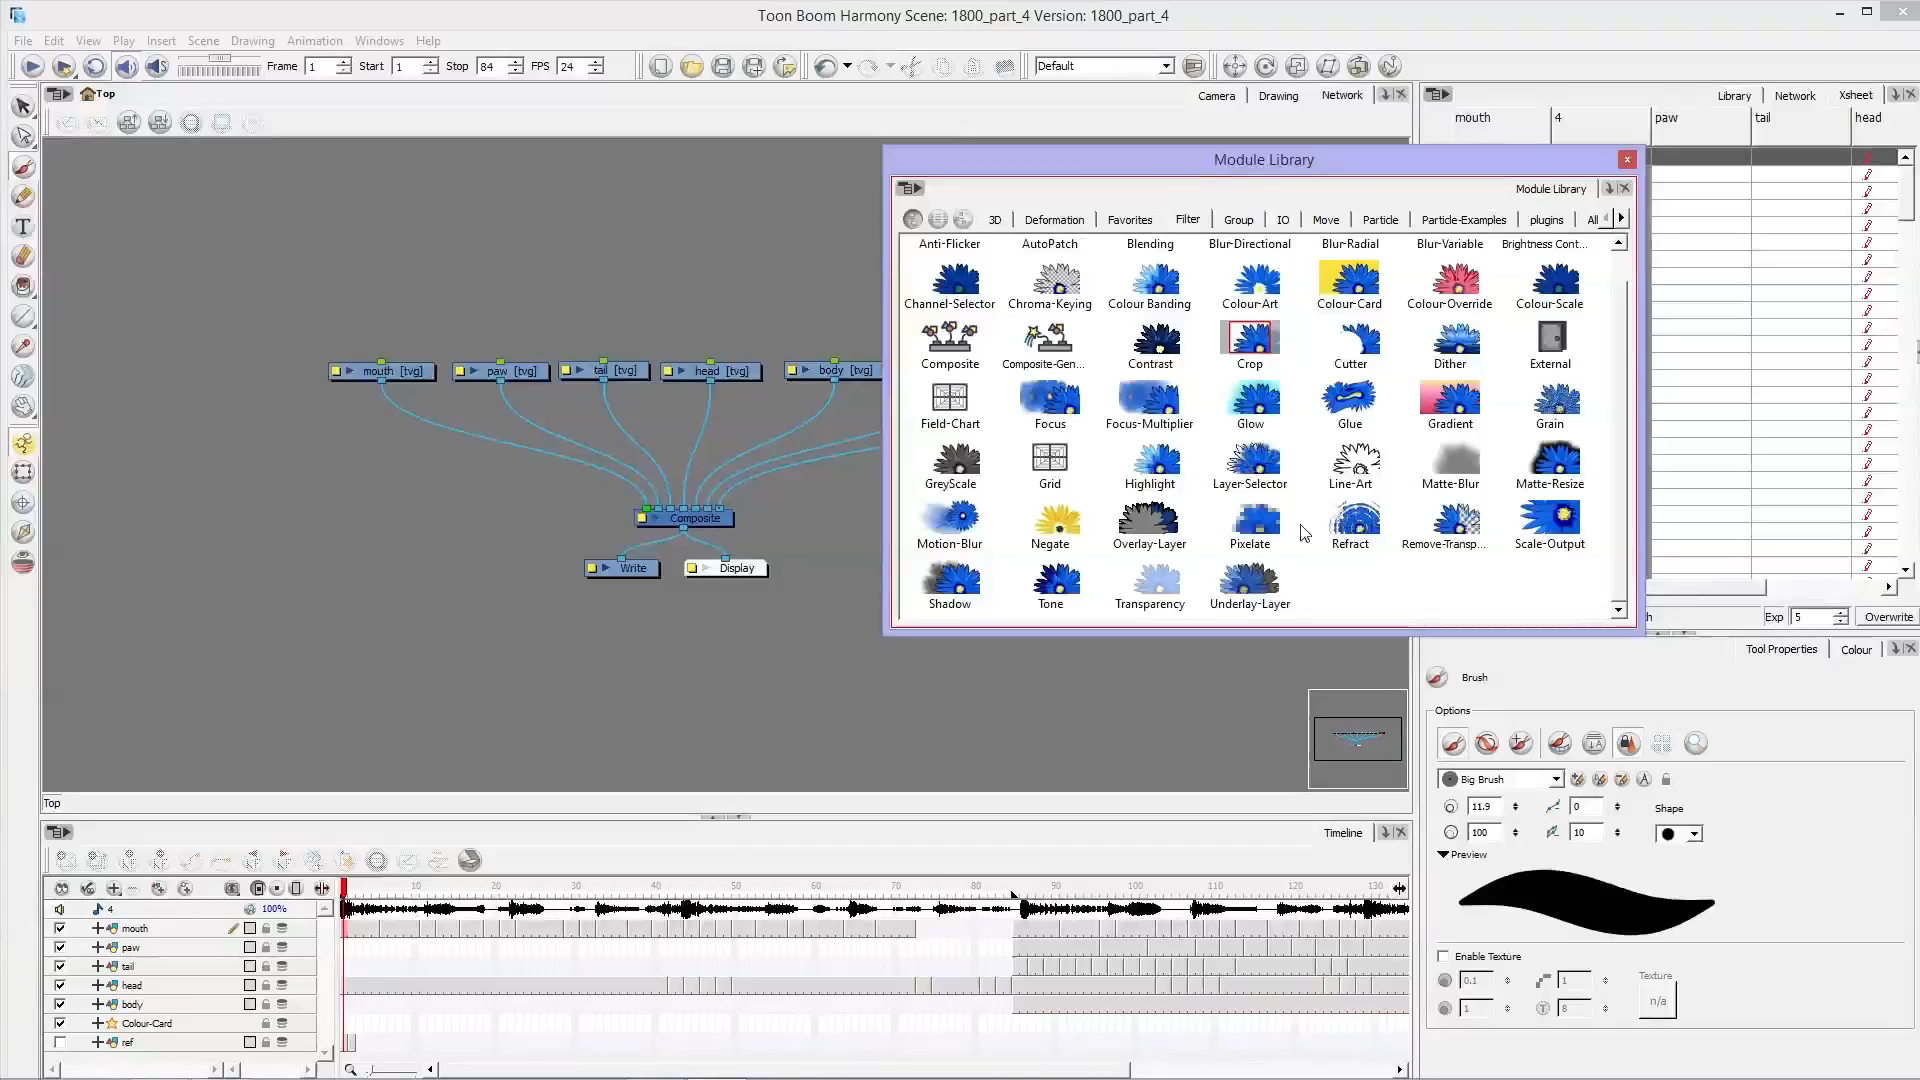 Toon Boom Harmony Scene: 1800_part_4 Version: 1800_part_4
File Edit View Play Insert Scene Drawing Animation Windows Help
Frame 1 Start 1 Stop 84 FPS 24 Default
Top
Camera Drawing Network
Library Network Xsheet
mouth 4 paw tail head
Module Library
Module Library
3D Deformation Favorites Filter Group IO Move Particle Particle-Examples plugins All
Anti-Flicker AutoPatch Blending Blur-Directional Blur-Radial Blur-Variable Brightness Cont...
Channel-Selector Chroma-Keying Colour Banding Colour-Art Colour-Card Colour-Override Colour-Scale
Composite Composite-Gen... Contrast Crop Cutter Dither External
Field-Chart Focus Focus-Multiplier Glow Glue Gradient Grain
GreyScale Grid Highlight Layer-Selector Line-Art Matte-Blur Matte-Resize
Motion-Blur Negate Overlay-Layer Pixelate Refract Remove-Transp... Scale-Output
Shadow Tone Transparency Underlay-Layer
mouth [tvg] paw [tvg] tail [tvg] head [tvg] body [tvg]
Composite
Write Display
Exp 5 Overwrite
Tool Properties Colour
Brush
Options
Big Brush
11.9 0 Shape
100 10
Preview
Enable Texture
0.1 1 Texture
1 8 n/a
Top
Timeline
10 20 30 40 50 60 70 80 90 100 110 120 130
4 100%
mouth
paw
tail
head
body
Colour-Card
ref